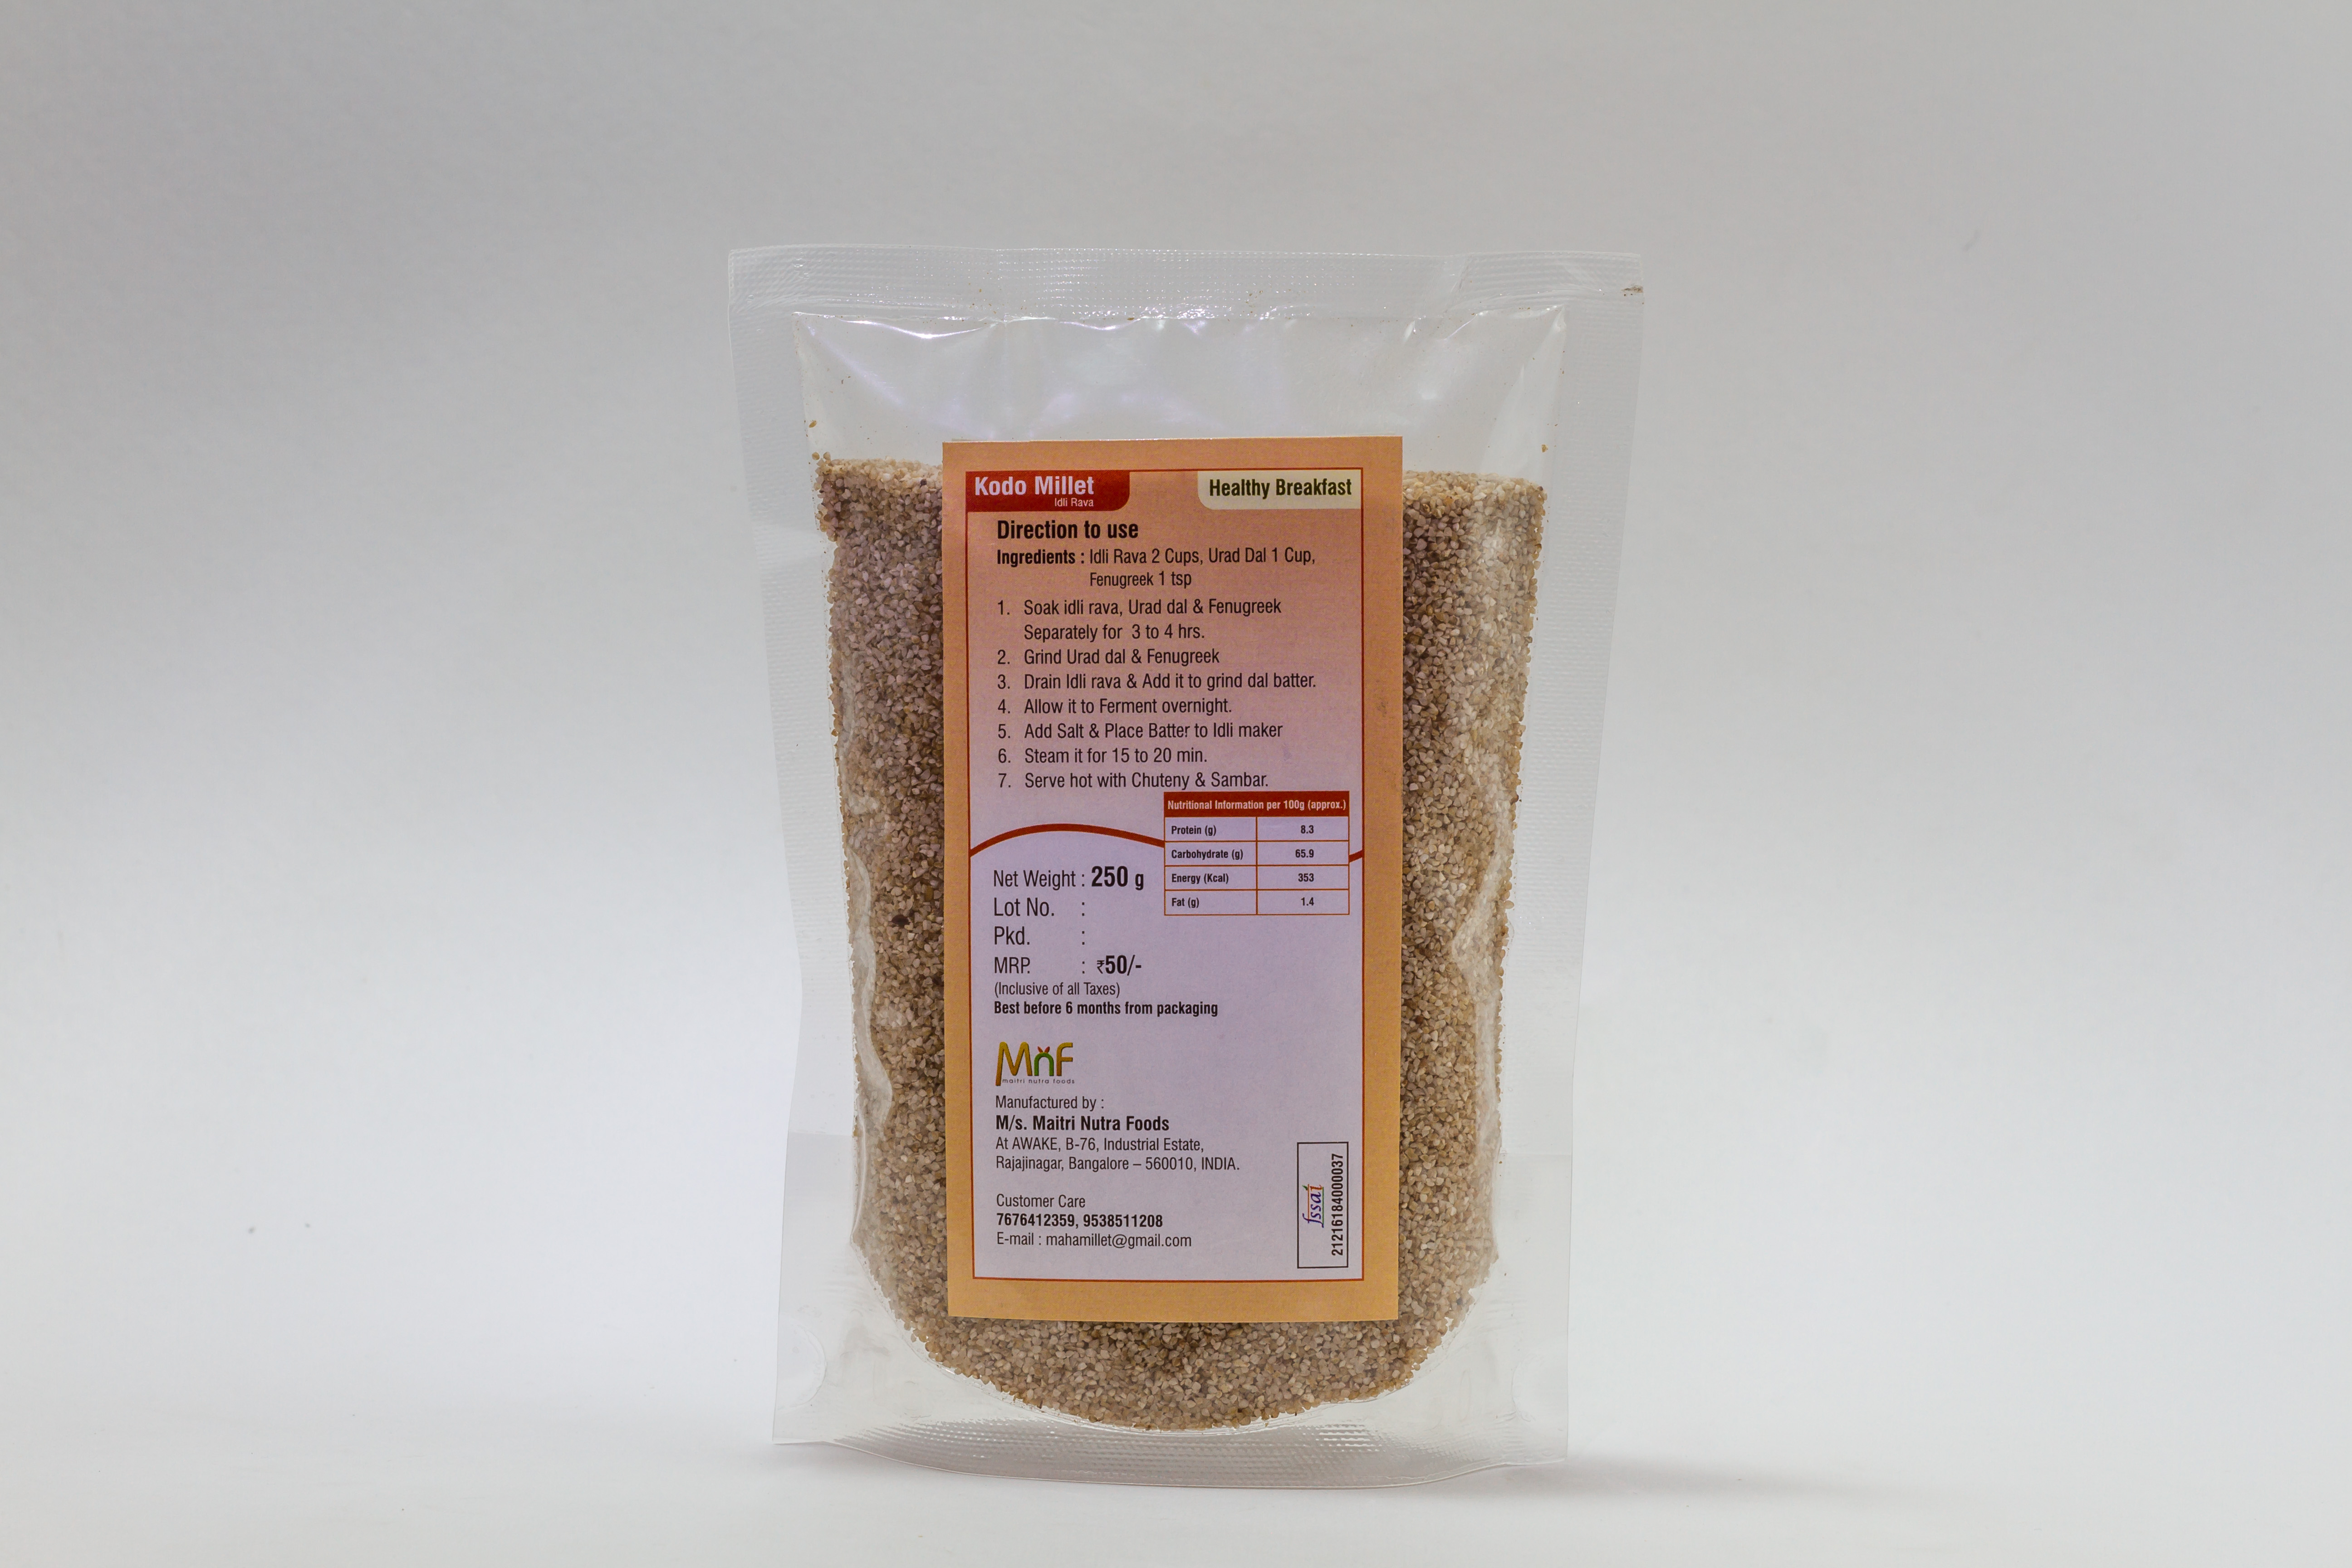 Kodo Millet
Idli Rava
Healthy Breakfast
Direction to use
Ingredients : Idli Rava 2 Cups, Urad Dal 1 Cup,
Fenugreek 1 tsp
1. Soak idli rava, Urad dal & Fenugreek
Separately for 3 to 4 hrs.
2. Grind Urad dal & Fenugreek
3. Drain Idli rava & Add it to grind dal batter.
4. Allow it to Ferment overnight.
5. Add Salt & Place Batter to Idli maker
6. Steam it for 15 to 20 min.
7. Serve hot with Chuteny & Sambar.
Nutritional Information per 100g (approx.)
Protein (g) 8.3
Carbohydrate (g) 65.9
Energy (Kcal) 353
Fat (g) 1.4
Net Weight : 250 g
Lot No. :
Pkd. :
MRP. : ₹50/-
(Inclusive of all Taxes)
Best before 6 months from packaging
MnF
maitri nutra foods
Manufactured by :
M/s. Maitri Nutra Foods
At AWAKE, B-76, Industrial Estate,
Rajajinagar, Bangalore – 560010, INDIA.
Customer Care
7676412359, 9538511208
E-mail : mahamillet@gmail.com
fssai
21216184000037